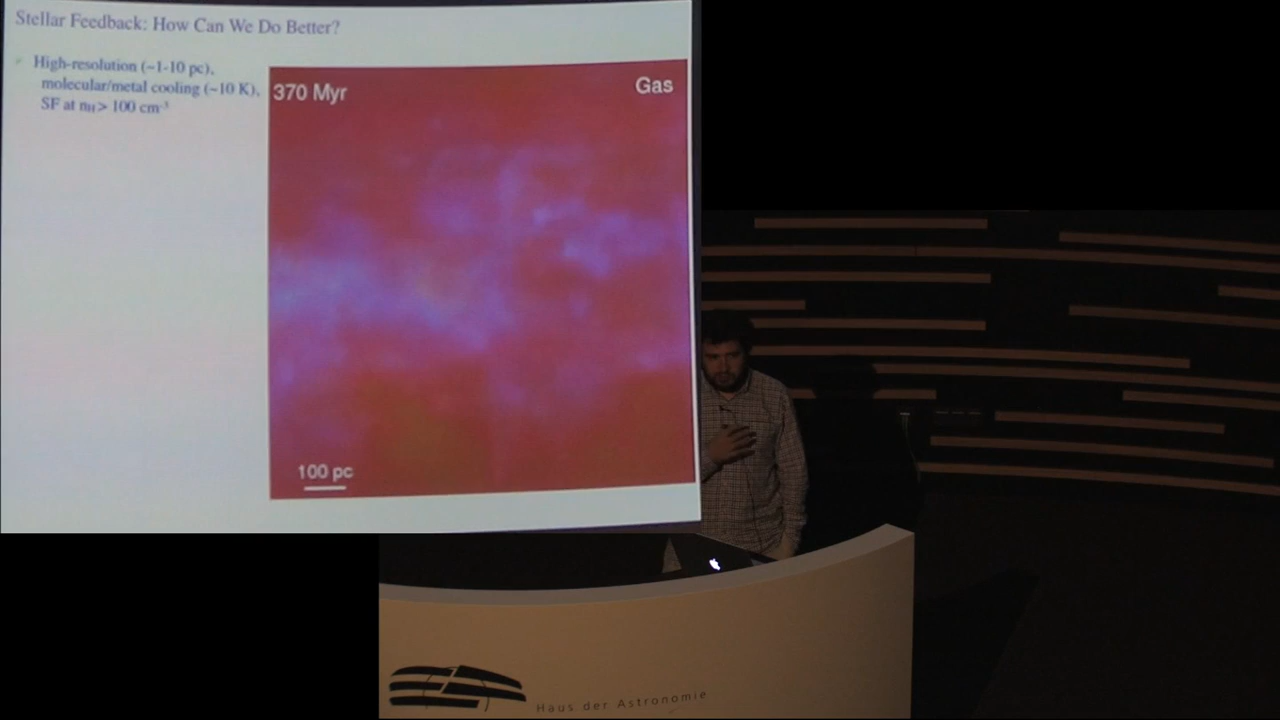 Stellar Feedback: How Can We Do Better?
High-resolution (~1-10 pc),
molecular/metal cooling (~10 K),
SF at nH > 100 cm-3
370 Myr
Gas
100 pc
Haus der Astronomie